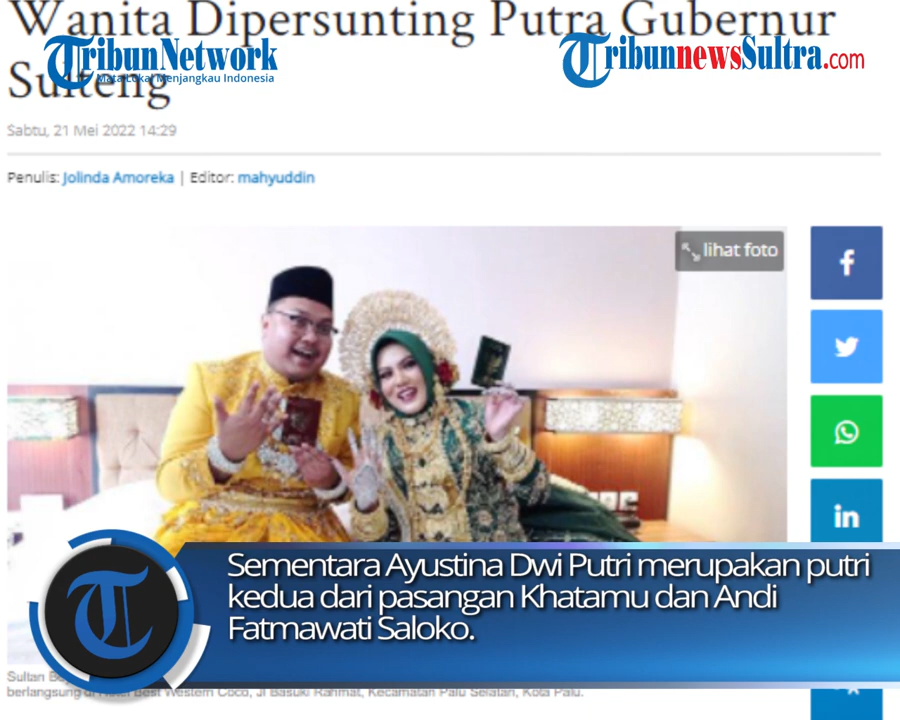 Wanita Dipersunting Putra Gubernur
TribunNetwork
Mata Lokal Menjangkau Indonesia
TribunnewsSultra.com
Sulteng
Sabtu, 21 Mei 2022 14:29
Penulis: Jolinda Amoreka | Editor: mahyuddin
lihat foto
f
in
Sementara Ayustina Dwi Putri merupakan putri
kedua dari pasangan Khatamu dan Andi
Fatmawati Saloko.
T
Sultan
berlangsung di Hotel Best Western Coco, Jl Basuki Rahmat, Kecamatan Palu Selatan, Kota Palu.